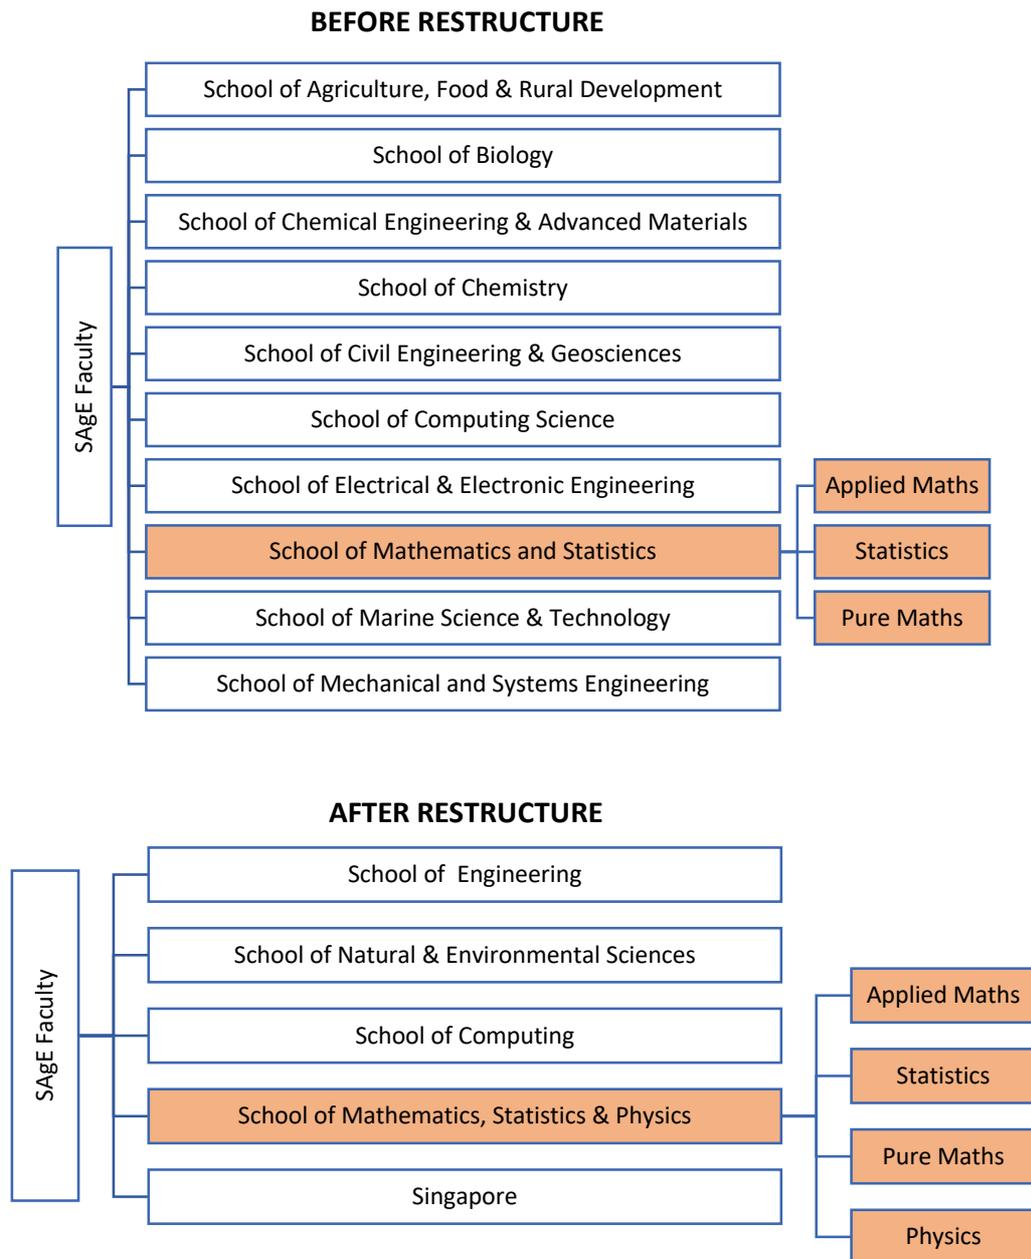 BEFORE RESTRUCTURE
School of Agriculture, Food & Rural Development
School of Biology
School of Chemical Engineering & Advanced Materials
School of Chemistry
School of Civil Engineering & Geosciences
SAgE Faculty
School of Computing Science
School of Electrical & Electronic Engineering
Applied Maths
School of Mathematics and Statistics
Statistics
School of Marine Science & Technology
Pure Maths
School of Mechanical and Systems Engineering
AFTER RESTRUCTURE
School of  Engineering
School of Natural & Environmental Sciences
Applied Maths
SAgE Faculty
School of Computing
Statistics
School of Mathematics, Statistics & Physics
Pure Maths
Singapore
Physics